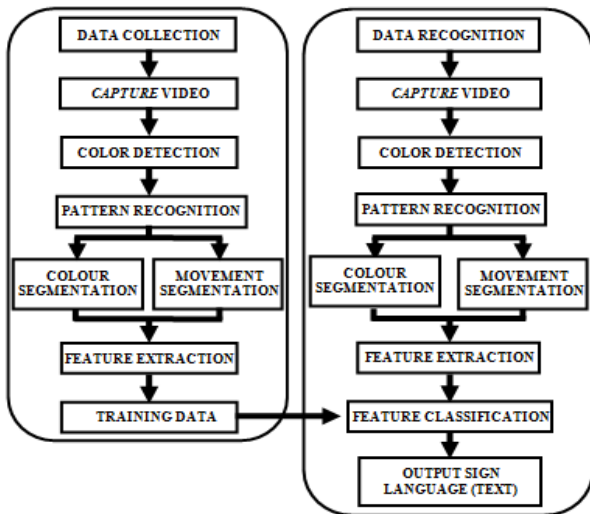 DATA COLLECTION
CAPTURE VIDEO
COLOR DETECTION
PATTERN RECOGNITION
COLOUR
SEGMENTATION
MOVEMENT
SEGMENTATION
FEATURE EXTRACTION
TRAINING DATA
DATA RECOGNITION
CAPTURE VIDEO
COLOR DETECTION
PATTERN RECOGNITION
COLOUR
SEGMENTATION
MOVEMENT
SEGMENTATION
FEATURE EXTRACTION
FEATURE CLASSIFICATION
OUTPUT SIGN
LANGUAGE (TEXT)